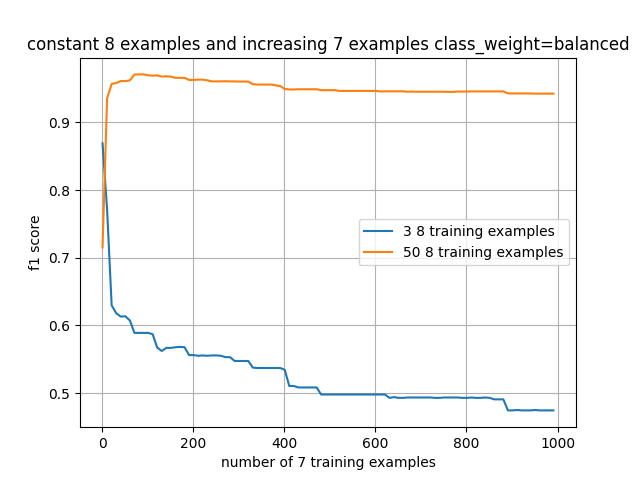 constant 8 examples and increasing 7 examples class_weight=balanced
f1 score
0.9
0.8
0.7
0.6
0.5
3 8 training examples
50 8 training examples
0 200 400 600 800 1000
number of 7 training examples